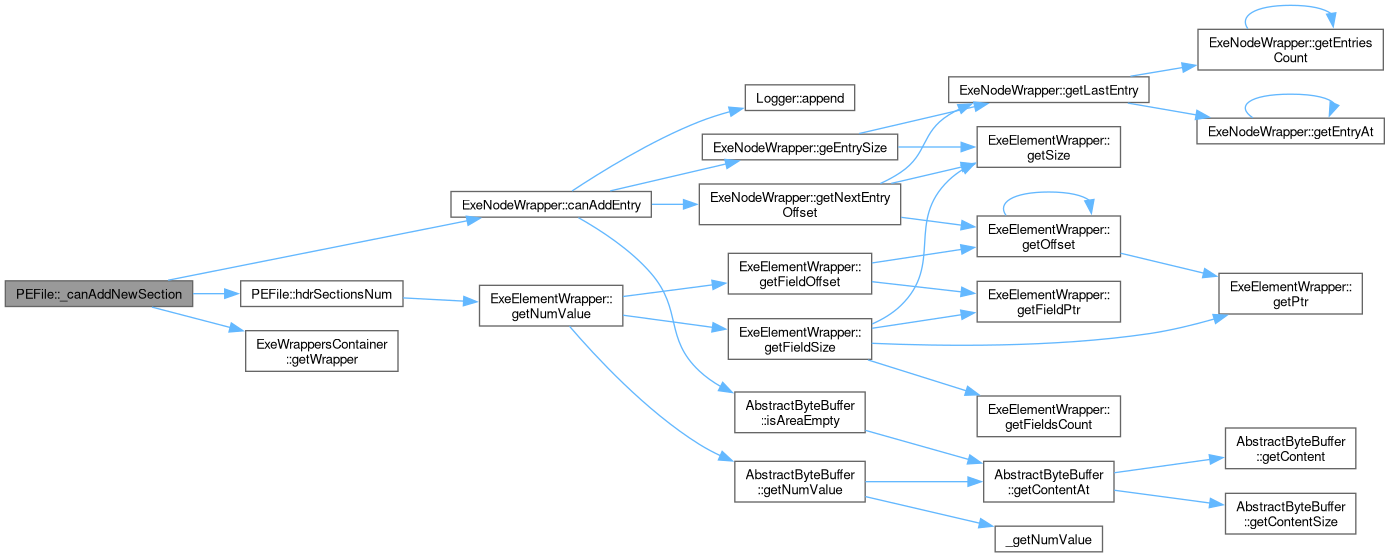 PEFile::_canAddNewSection
ExeNodeWrapper::canAddEntry
PEFile::hdrSectionsNum
ExeWrappersContainer
::getWrapper
ExeElementWrapper::
getNumValue
Logger::append
ExeNodeWrapper::geEntrySize
ExeNodeWrapper::getNextEntry
Offset
ExeElementWrapper::
getFieldOffset
ExeElementWrapper::
getFieldSize
AbstractByteBuffer
::isAreaEmpty
AbstractByteBuffer
::getNumValue
ExeNodeWrapper::getLastEntry
ExeElementWrapper::
getSize
ExeElementWrapper::
getOffset
ExeElementWrapper::
getFieldPtr
ExeElementWrapper::
getFieldsCount
AbstractByteBuffer
::getContentAt
_getNumValue
ExeNodeWrapper::getEntries
Count
ExeNodeWrapper::getEntryAt
ExeElementWrapper::
getPtr
AbstractByteBuffer
::getContent
AbstractByteBuffer
::getContentSize